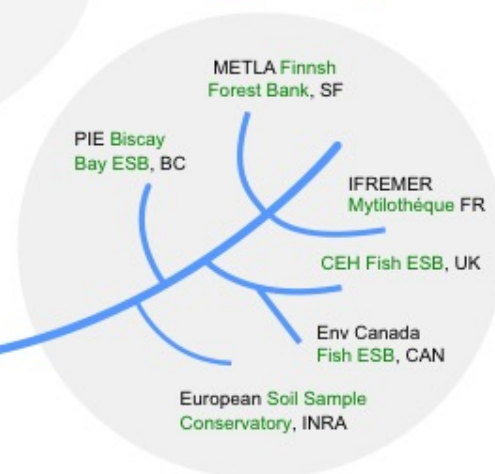 METLA Finnsh
Forest Bank, SF
PIE Biscay
Bay ESB, BC
IFREMER
Mytilothéque FR
CEH Fish ESB, UK
Env Canada
Fish ESB, CAN
European Soil Sample
Conservatory, INRA